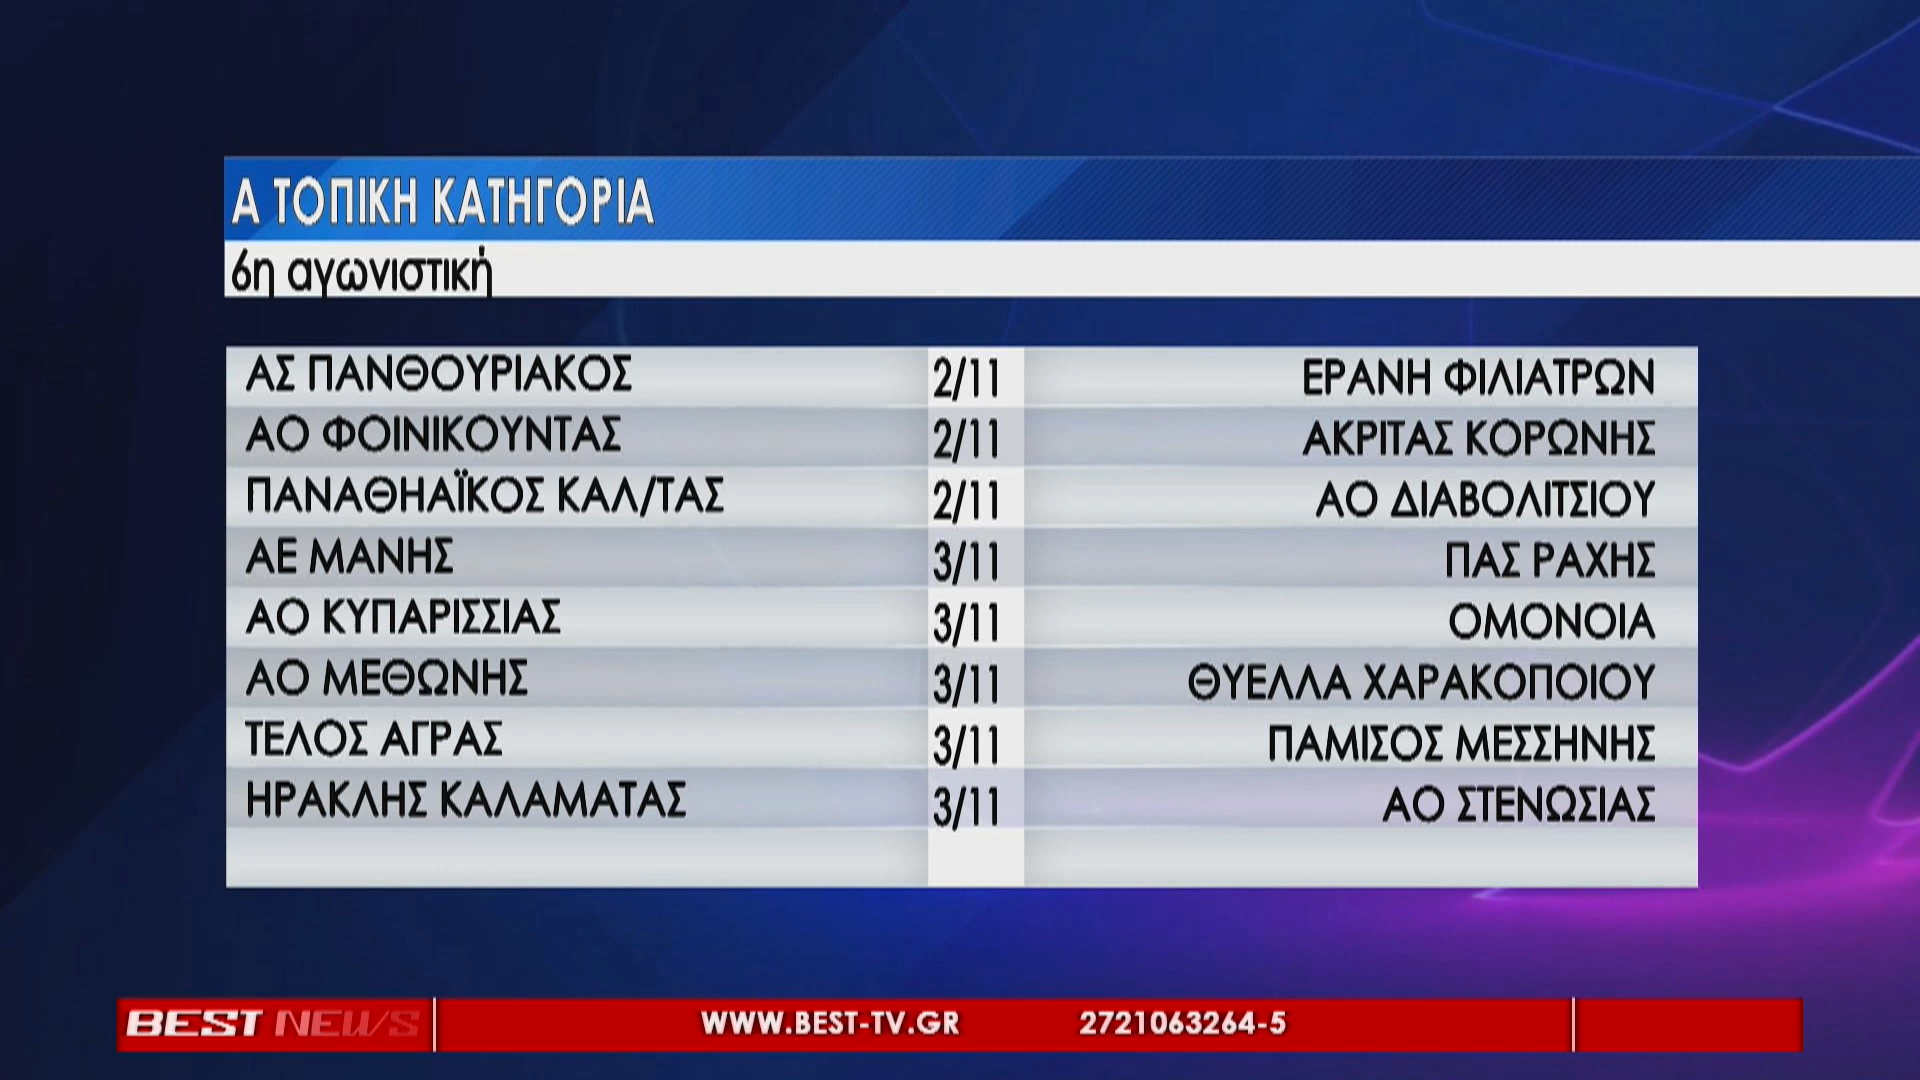 Α ΤΟΠΙΚΗ ΚΑΤΗΓΟΡΙΑ
6η αγωνιστική
ΑΣ ΠΑΝΘΟΥΡΙΑΚΟΣ 2/11 ΕΡΑΝΗ ΦΙΛΙΑΤΡΩΝ
ΑΟ ΦΟΙΝΙΚΟΥΝΤΑΣ 2/11 ΑΚΡΙΤΑΣ ΚΟΡΩΝΗΣ
ΠΑΝΑΘΗΑΪΚΟΣ ΚΑΛ/ΤΑΣ 2/11 ΑΟ ΔΙΑΒΟΛΙΤΣΙΟΥ
ΑΕ ΜΑΝΗΣ 3/11 ΠΑΣ ΡΑΧΗΣ
ΑΟ ΚΥΠΑΡΙΣΣΙΑΣ 3/11 ΟΜΟΝΟΙΑ
ΑΟ ΜΕΘΩΝΗΣ 3/11 ΘΥΕΛΛΑ ΧΑΡΑΚΟΠΟΙΟΥ
ΤΕΛΟΣ ΑΓΡΑΣ 3/11 ΠΑΜΙΣΟΣ ΜΕΣΣΗΝΗΣ
ΗΡΑΚΛΗΣ ΚΑΛΑΜΑΤΑΣ 3/11 ΑΟ ΣΤΕΝΩΣΙΑΣ
BEST NEWS WWW.BEST-TV.GR 2721063264-5